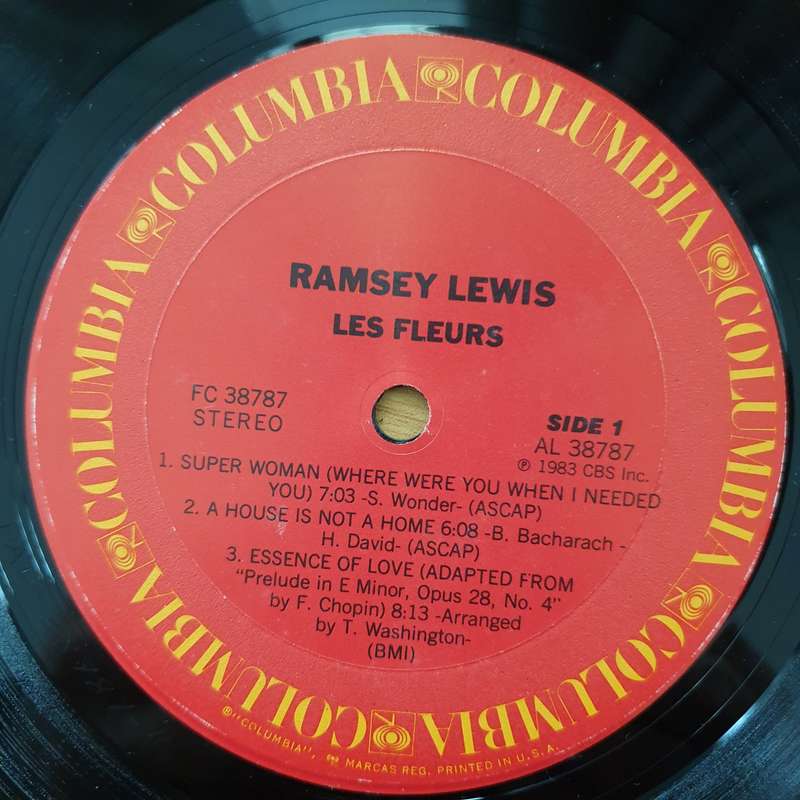 COLUMBIA COLUMBIA COLUMBIA COLUMBIA COLUMBIA COLUMBIA COLUMBIA
RAMSEY LEWIS
LES FLEURS
FC 38787
STEREO
SIDE 1
AL 38787
℗ 1983 CBS Inc.
1. SUPER WOMAN (WHERE WERE YOU WHEN I NEEDED
YOU) 7:03 -S. Wonder- (ASCAP)
2. A HOUSE IS NOT A HOME 6:08 -B. Bacharach -
H. David- (ASCAP)
3. ESSENCE OF LOVE (ADAPTED FROM
"Prelude in E Minor, Opus 28, No. 4"
by F. Chopin) 8:13 -Arranged
by T. Washington-
(BMI)
®"COLUMBIA", MARCAS REG. PRINTED IN U.S.A.